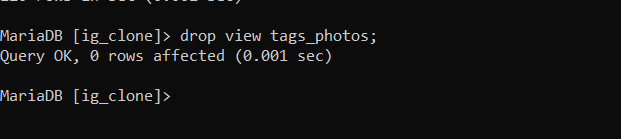 MariaDB [ig_clone]> drop view tags_photos;
Query OK, 0 rows affected (0.001 sec)
MariaDB [ig_clone]>